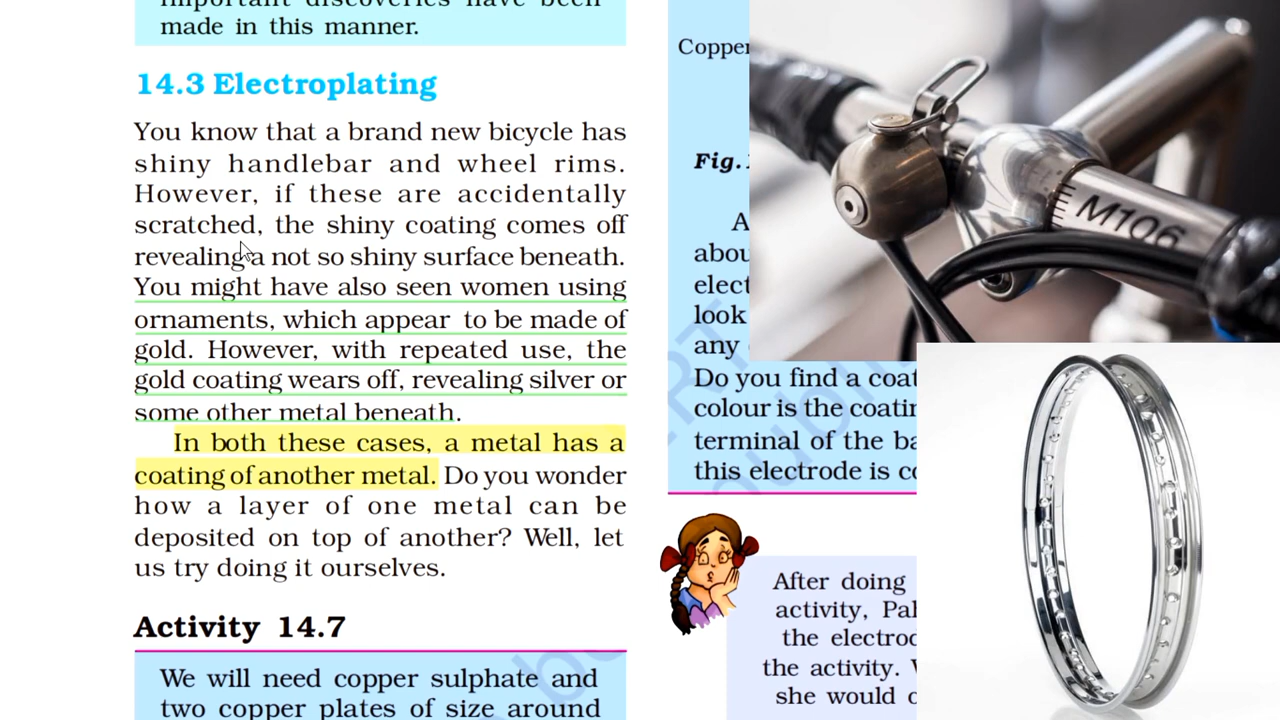 made in this manner.
14.3 Electroplating
You know that a brand new bicycle has
shiny handlebar and wheel rims.
However, if these are accidentally
scratched, the shiny coating comes off
revealing a not so shiny surface beneath.
You might have also seen women using
ornaments, which appear to be made of
gold. However, with repeated use, the
gold coating wears off, revealing silver or
some other metal beneath.
In both these cases, a metal has a
coating of another metal. Do you wonder
how a layer of one metal can be
deposited on top of another? Well, let
us try doing it ourselves.
Activity 14.7
We will need copper sulphate and
two copper plates of size around
Copper
Fig.
A
abou
elect
look
any
Do you find a coat
colour is the coatin
terminal of the ba
this electrode is co
After doing
activity, Pa
the electrod
the activity.
she would
M106